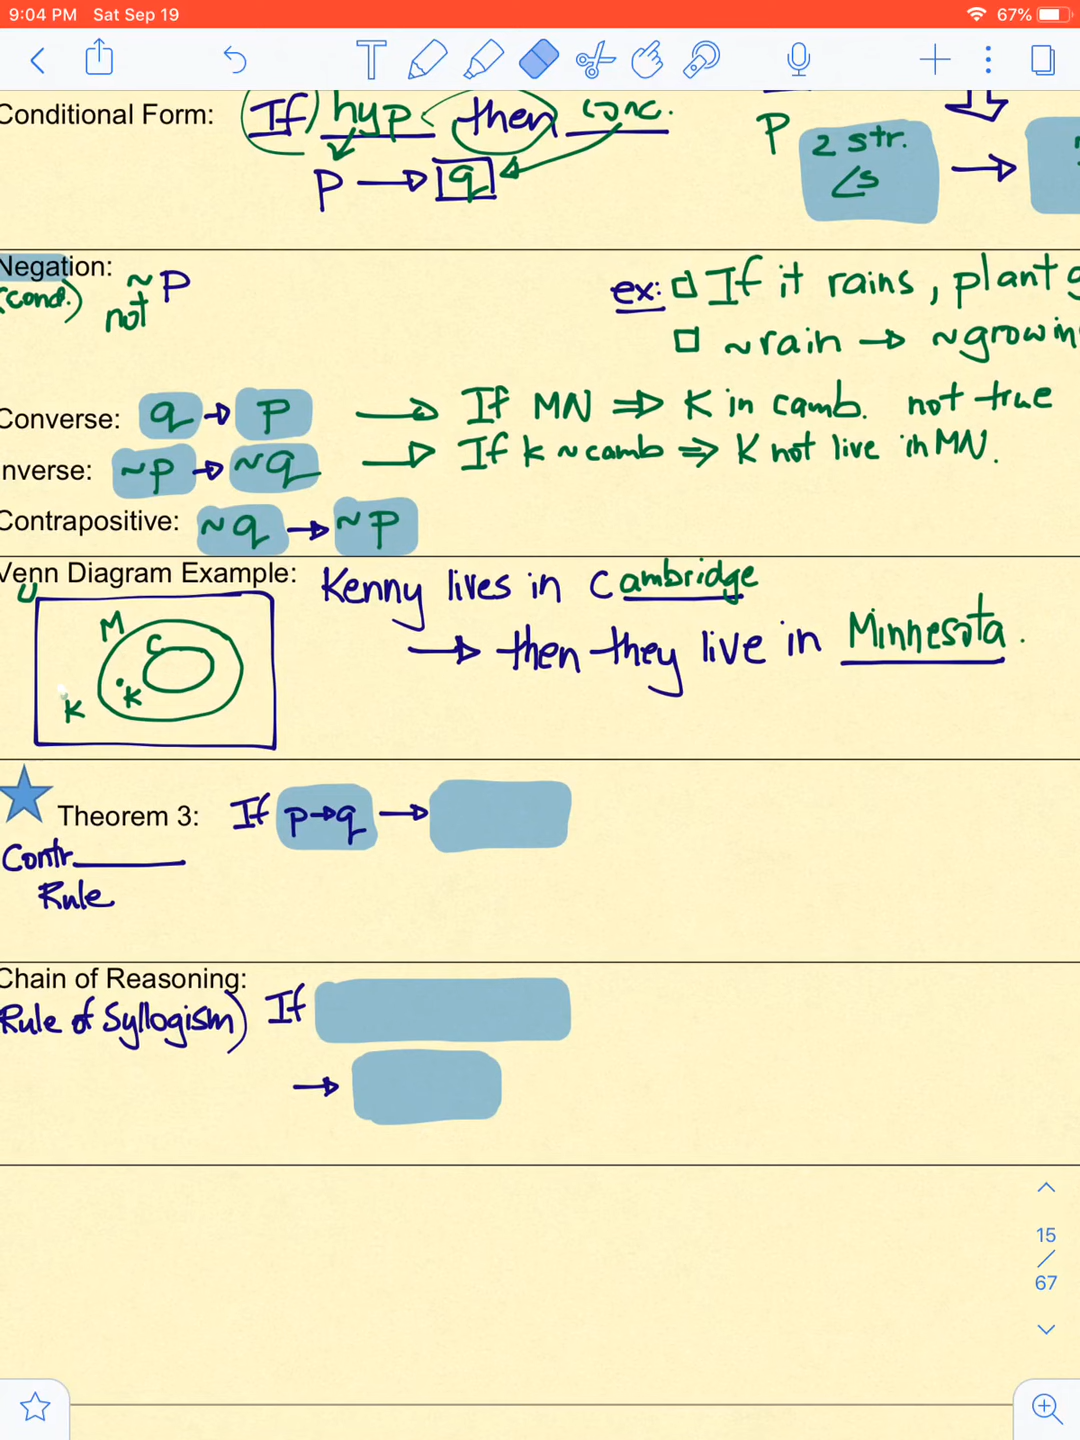 9:04 PM Sat Sep 19 67%
Conditional Form: (If) hyp then conc.
p → q
P 2 str. ∠s →
Negation: ~P
(cond.) not
ex: If it rains, plant g
~rain → ~growin
Converse: q → p → If MN ⇒ K in camb. not true
nverse: ~p → ~q → If K ~camb ⇒ K not live in MN.
Contrapositive: ~q → ~p
Venn Diagram Example: Kenny lives in Cambridge
→ then they live in Minnesota.
U
M
C
K
K
Theorem 3: If p→q →
Contr______
Rule
Chain of Reasoning:
Rule of Syllogism) If
→
15
/
67